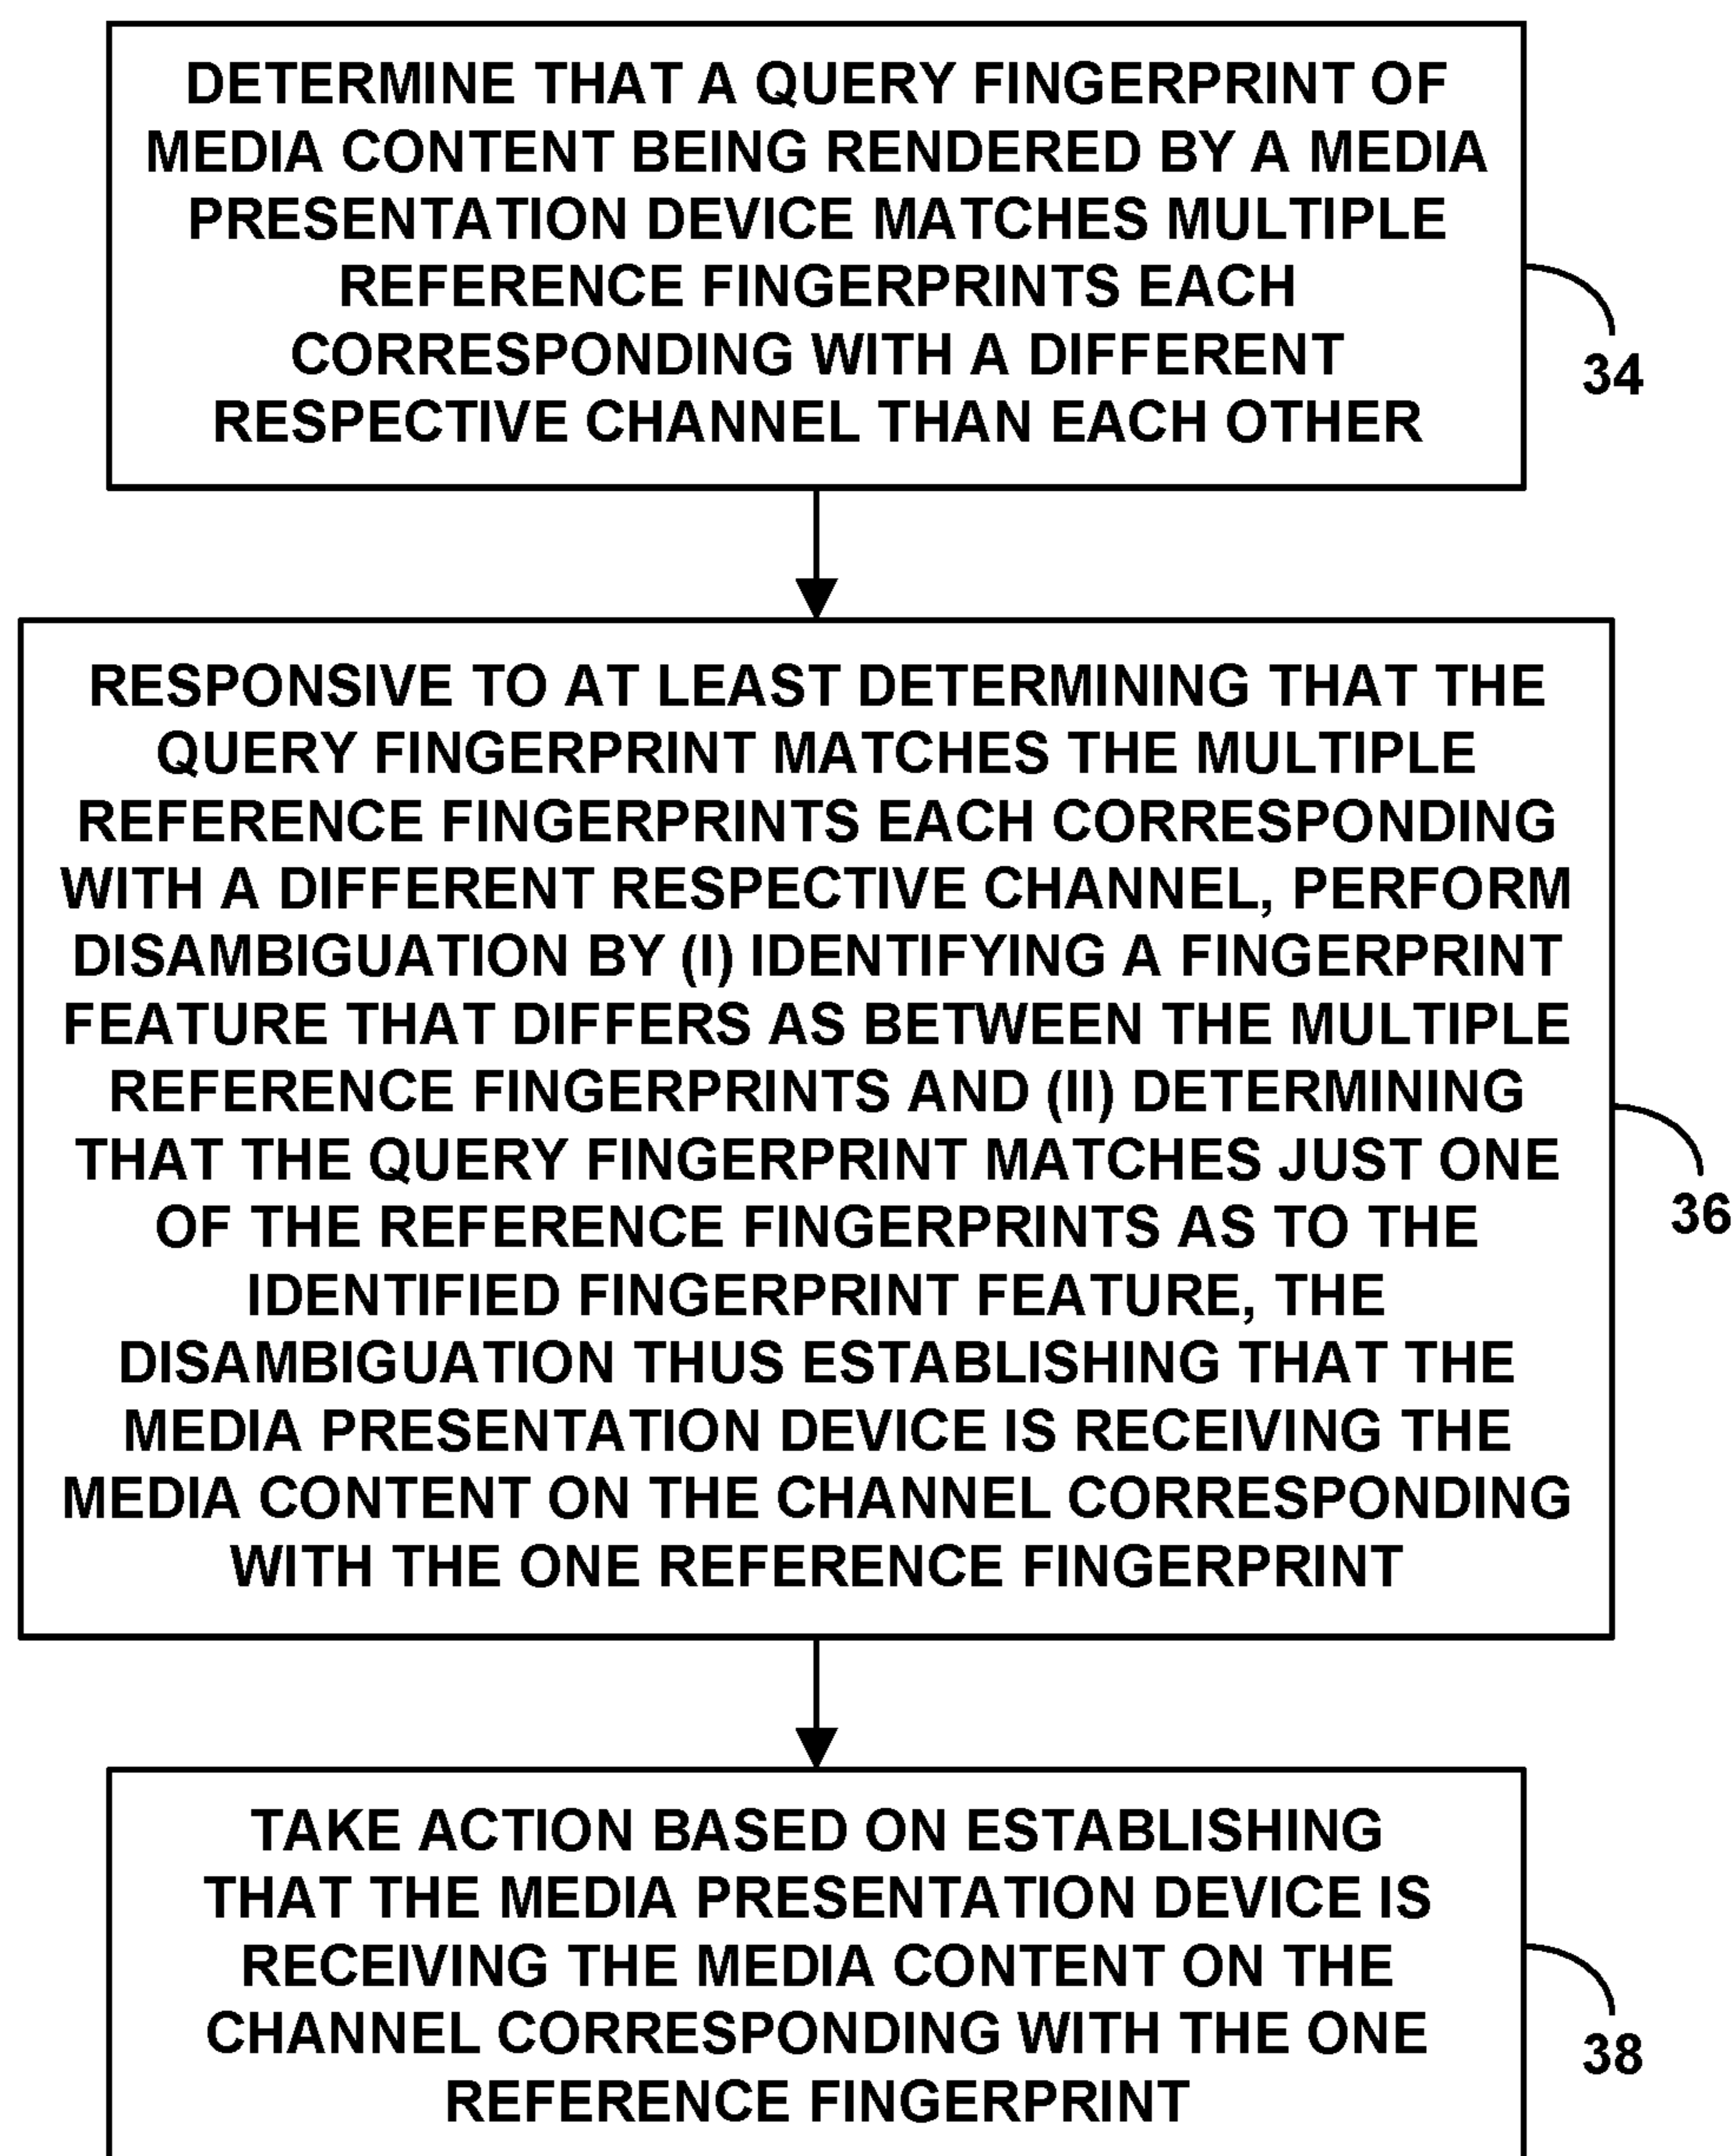 DETERMINE THAT A QUERY FINGERPRINT OF
MEDIA CONTENT BEING RENDERED BY A MEDIA
PRESENTATION DEVICE MATCHES MULTIPLE
REFERENCE FINGERPRINTS EACH
CORRESPONDING WITH A DIFFERENT
RESPECTIVE CHANNEL THAN EACH OTHER
34
RESPONSIVE TO AT LEAST DETERMINING THAT THE
QUERY FINGERPRINT MATCHES THE MULTIPLE
REFERENCE FINGERPRINTS EACH CORRESPONDING
WITH A DIFFERENT RESPECTIVE CHANNEL, PERFORM
DISAMBIGUATION BY (I) IDENTIFYING A FINGERPRINT
FEATURE THAT DIFFERS AS BETWEEN THE MULTIPLE
REFERENCE FINGERPRINTS AND (II) DETERMINING
THAT THE QUERY FINGERPRINT MATCHES JUST ONE
OF THE REFERENCE FINGERPRINTS AS TO THE
IDENTIFIED FINGERPRINT FEATURE, THE
DISAMBIGUATION THUS ESTABLISHING THAT THE
MEDIA PRESENTATION DEVICE IS RECEIVING THE
MEDIA CONTENT ON THE CHANNEL CORRESPONDING
WITH THE ONE REFERENCE FINGERPRINT
36
TAKE ACTION BASED ON ESTABLISHING
THAT THE MEDIA PRESENTATION DEVICE IS
RECEIVING THE MEDIA CONTENT ON THE
CHANNEL CORRESPONDING WITH THE ONE
REFERENCE FINGERPRINT
38